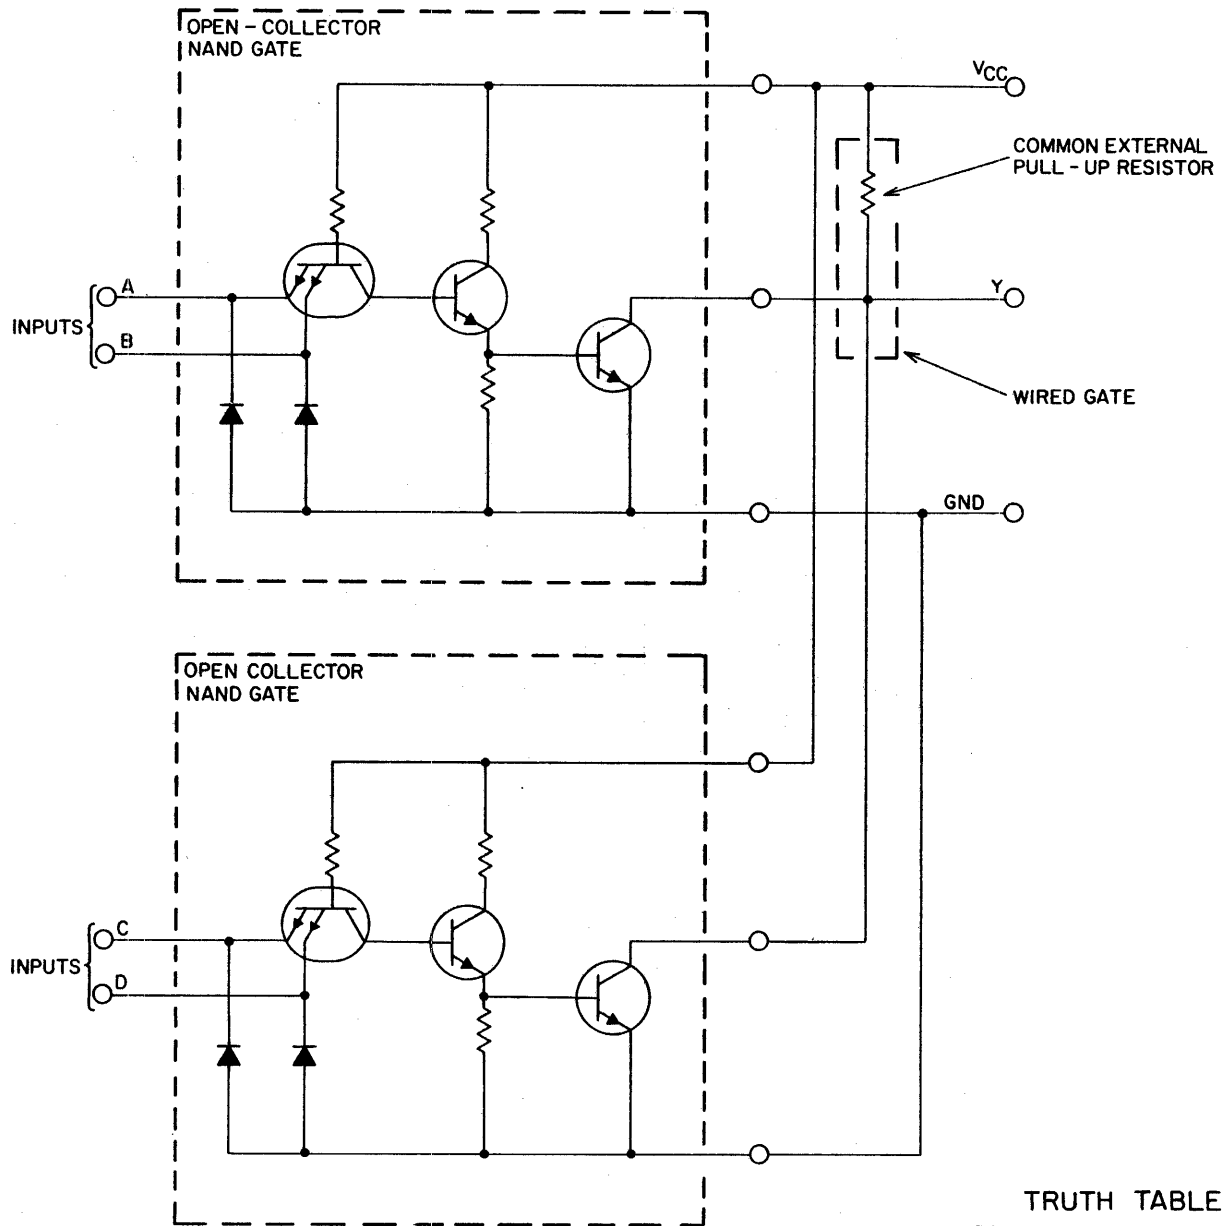 OPEN - COLLECTOR
NAND GATE
VCC
COMMON EXTERNAL
PULL - UP RESISTOR
A
INPUTS
B
Y
WIRED GATE
GND
OPEN COLLECTOR
NAND GATE
C
INPUTS
D
TRUTH TABLE